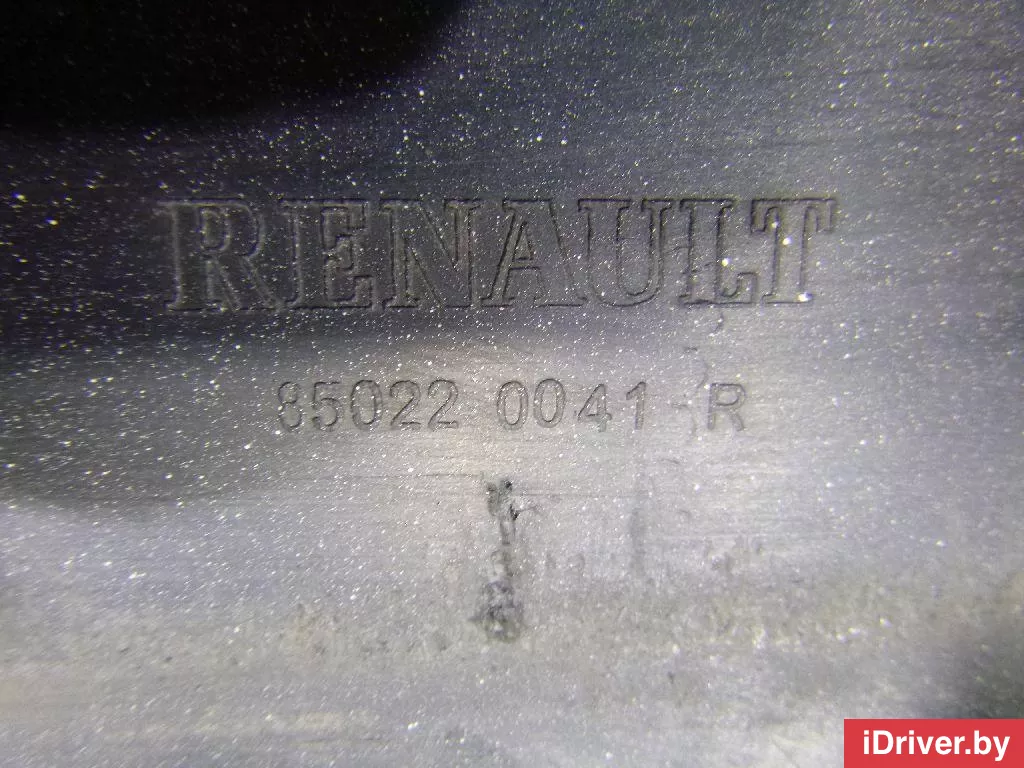 RENAULT
85022 0041 R
iDriver.by